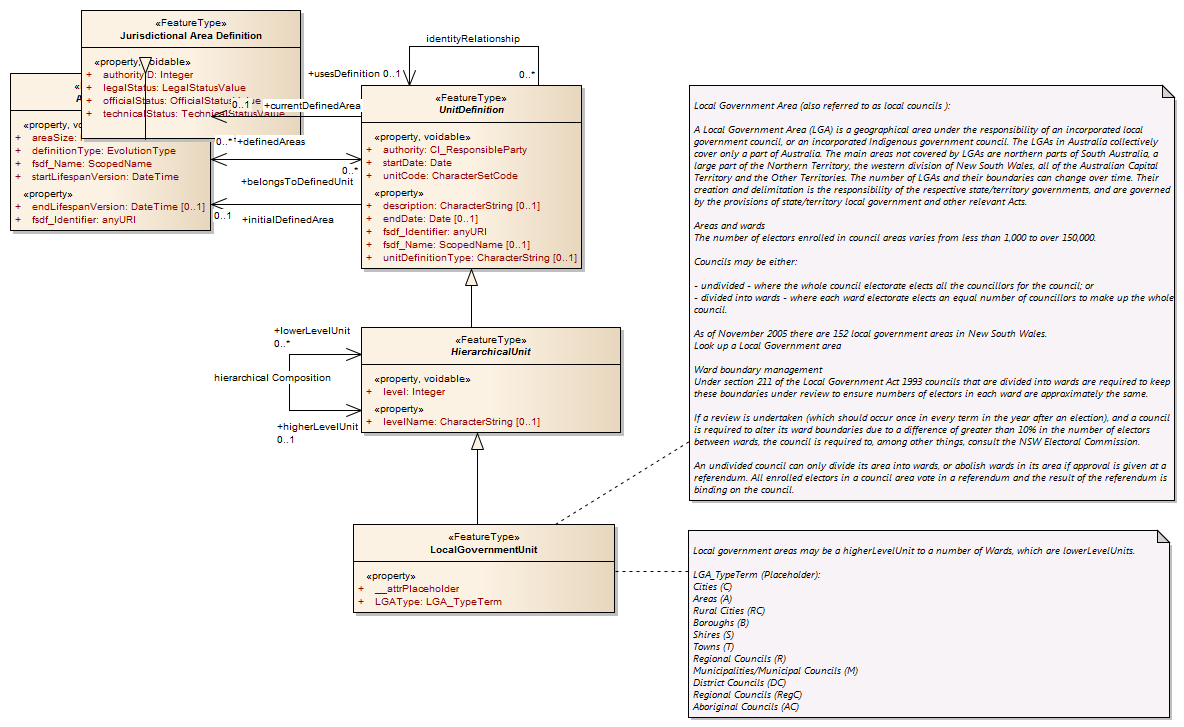 «FeatureType»
Jurisdictional Area Definition
«property, voidable»
+ authorityID: Integer
+ legalStatus: LegalStatusValue
+ officialStatus: OfficialStatusValue
+ technicalStatus: TechnicalStatusValue
«property,
+ areaSize:
+ definitionType: EvolutionType
+ fsdf_Name: ScopedName
+ startLifespanVersion: DateTime
«property»
+ endLifespanVersion: DateTime [0..1]
+ fsdf_Identifier: anyURI
identityRelationship
+usesDefinition 0..1
0..*
0..1
+currentDefinedArea
0..*
+definedAreas
0..*
+belongsToDefinedUnit
0..1
+initialDefinedArea
«FeatureType»
UnitDefinition
«property, voidable»
+ authority: CI_ResponsibleParty
+ startDate: Date
+ unitCode: CharacterSetCode
«property»
+ description: CharacterString [0..1]
+ endDate: Date [0..1]
+ fsdf_Identifier: anyURI
+ fsdf_Name: ScopedName [0..1]
+ unitDefinitionType: CharacterString [0..1]
+lowerLevelUnit
0..*
hierarchical Composition
+higherLevelUnit
0..1
«FeatureType»
HierarchicalUnit
«property, voidable»
+ level: Integer
«property»
+ levelName: CharacterString [0..1]
«FeatureType»
LocalGovernmentUnit
«property»
+ __attrPlaceholder
+ LGAType: LGA_TypeTerm
Local Government Area (also referred to as local councils ):
A Local Government Area (LGA) is a geographical area under the responsibility of an incorporated local
government council, or an incorporated Indigenous government council. The LGAs in Australia collectively
cover only a part of Australia. The main areas not covered by LGAs are northern parts of South Australia, a
large part of the Northern Territory, the western division of New South Wales, all of the Australian Capital
Territory and the Other Territories. The number of LGAs and their boundaries can change over time. Their
creation and delimitation is the responsibility of the respective state/territory governments, and are governed
by the provisions of state/territory local government and other relevant Acts.
Areas and wards
The number of electors enrolled in council areas varies from less than 1,000 to over 150,000.
Councils may be either:
- undivided - where the whole council electorate elects all the councillors for the council; or
- divided into wards - where each ward electorate elects an equal number of councillors to make up the whole
council.
As of November 2005 there are 152 local government areas in New South Wales.
Look up a Local Government area
Ward boundary management
Under section 211 of the Local Government Act 1993 councils that are divided into wards are required to keep
these boundaries under review to ensure numbers of electors in each ward are approximately the same.
If a review is undertaken (which should occur once in every term in the year after an election), and a council
is required to alter its ward boundaries due to a difference of greater than 10% in the number of electors
between wards, the council is required to, among other things, consult the NSW Electoral Commission.
An undivided council can only divide its area into wards, or abolish wards in its area if approval is given at a
referendum. All enrolled electors in a council area vote in a referendum and the result of the referendum is
binding on the council.
Local government areas may be a higherLevelUnit to a number of Wards, which are lowerLevelUnits.
LGA_TypeTerm (Placeholder):
Cities (C)
Areas (A)
Rural Cities (RC)
Boroughs (B)
Shires (S)
Towns (T)
Regional Councils (R)
Municipalities/Municipal Councils (M)
District Councils (DC)
Regional Councils (RegC)
Aboriginal Councils (AC)